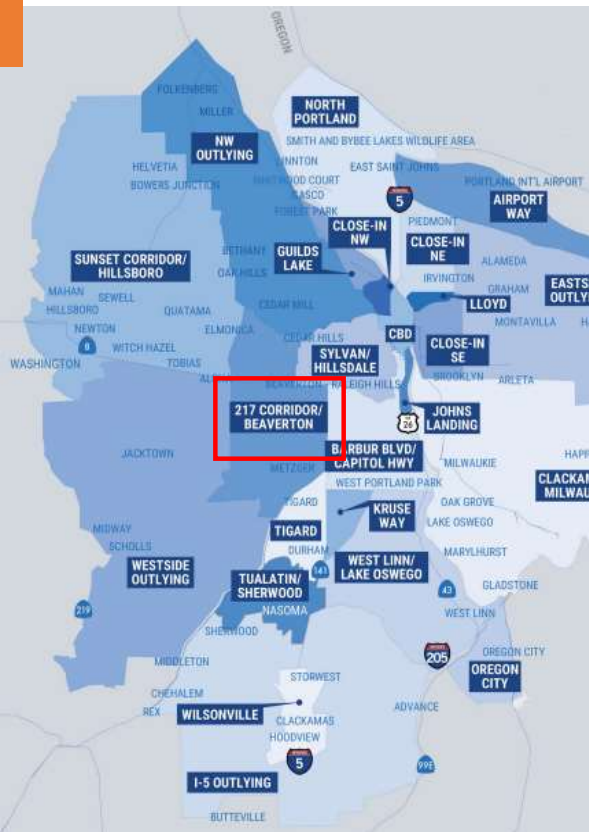 OREGON
FOLKENBERG
MILLER
NORTH
PORTLAND
SMITH AND BYBEE LAKES WILDLIFE AREA
NW
OUTLYING
LINNTON
EAST SAINT JOHNS
HELVETIA
BOWERS JUNCTION
WHITWOOD COURT
PORTLAND INT'L AIRPORT
5
AIRPORT
WAY
FOREST PARK
CLOSE-IN
NW
PIEDMONT
CLOSE-IN
NE
BETHANY
GUILDS
LAKE
ALAMEDA
SUNSET CORRIDOR/
HILLSBORO
OAK HILLS
IRVINGTON
GRAHAM
EASTS
OUTLY
MAHAN
SEWELL
HILLSBORO
QUATAMA
CEDAR MILL
LLOYD
MONTAVILLA
NEWTON
ELMONICA
CEDAR HILLS
CBD
CLOSE-IN
SE
8
WITCH HAZEL
SYLVAN/
HILLSDALE
WASHINGTON
TOBIAS
BROOKLYN
ARLETA
BEAVERTON
RALEIGH HILLS
217 CORRIDOR/
BEAVERTON
JOHNS
LANDING
26
JACKTOWN
BARBUR BLVD/
CAPITOL HWY
MILWAUKIE
METZGER
WEST PORTLAND PARK
CLACKAM
MILWAU
TIGARD
KRUSE
WAY
OAK GROVE
LAKE OSWEGO
MIDWAY
SCHOLLS
TIGARD
DURHAM
MARYLHURST
WESTSIDE
OUTLYING
141
WEST LINN/
LAKE OSWEGO
TUALATIN/
SHERWOOD
NASOMA
43
GLADSTONE
219
WEST LINN
SHERWOOD
205
OREGON CITY
MIDDLETON
OREGON
CITY
STORWEST
CHEHALEM
REX
WILSONVILLE
ADVANCE
CLACKAMAS
HOODVIEW
5
99E
I-5 OUTLYING
BUTTEVILLE